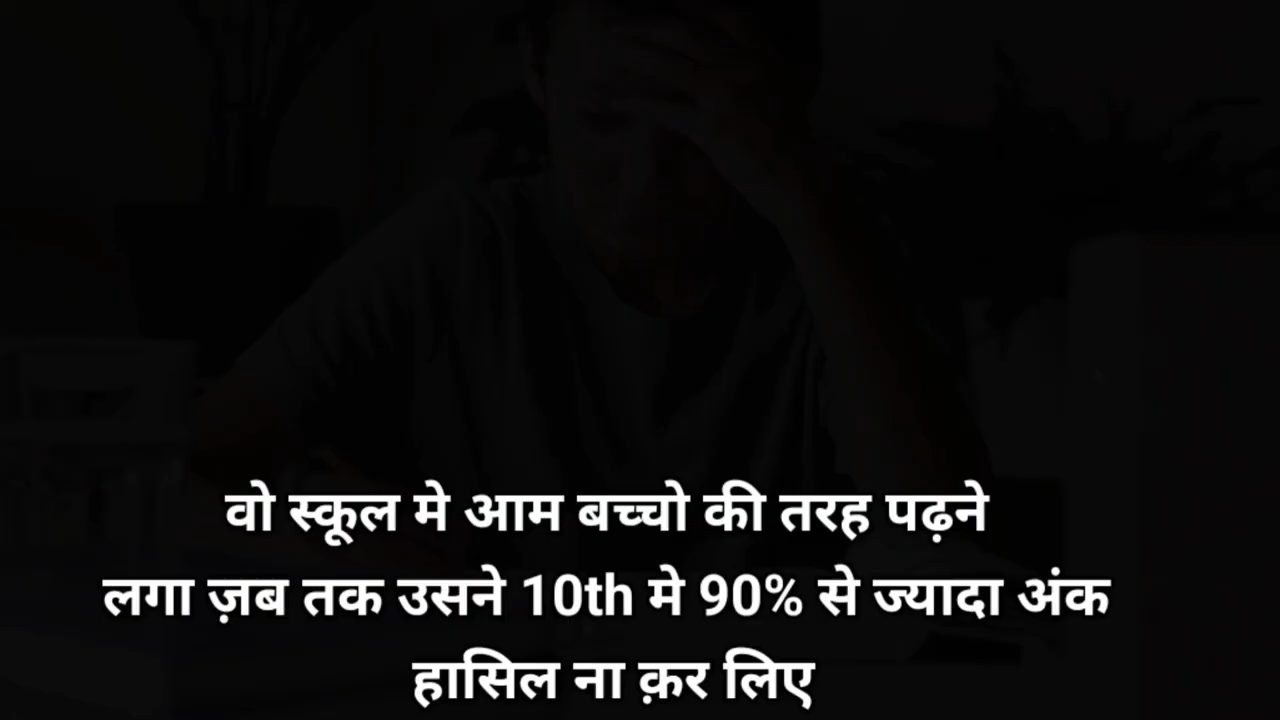 वो स्कूल मे आम बच्चो की तरह पढ़ने
लगा ज़ब तक उसने 10th मे 90% से ज्यादा अंक
हासिल ना क़र लिए